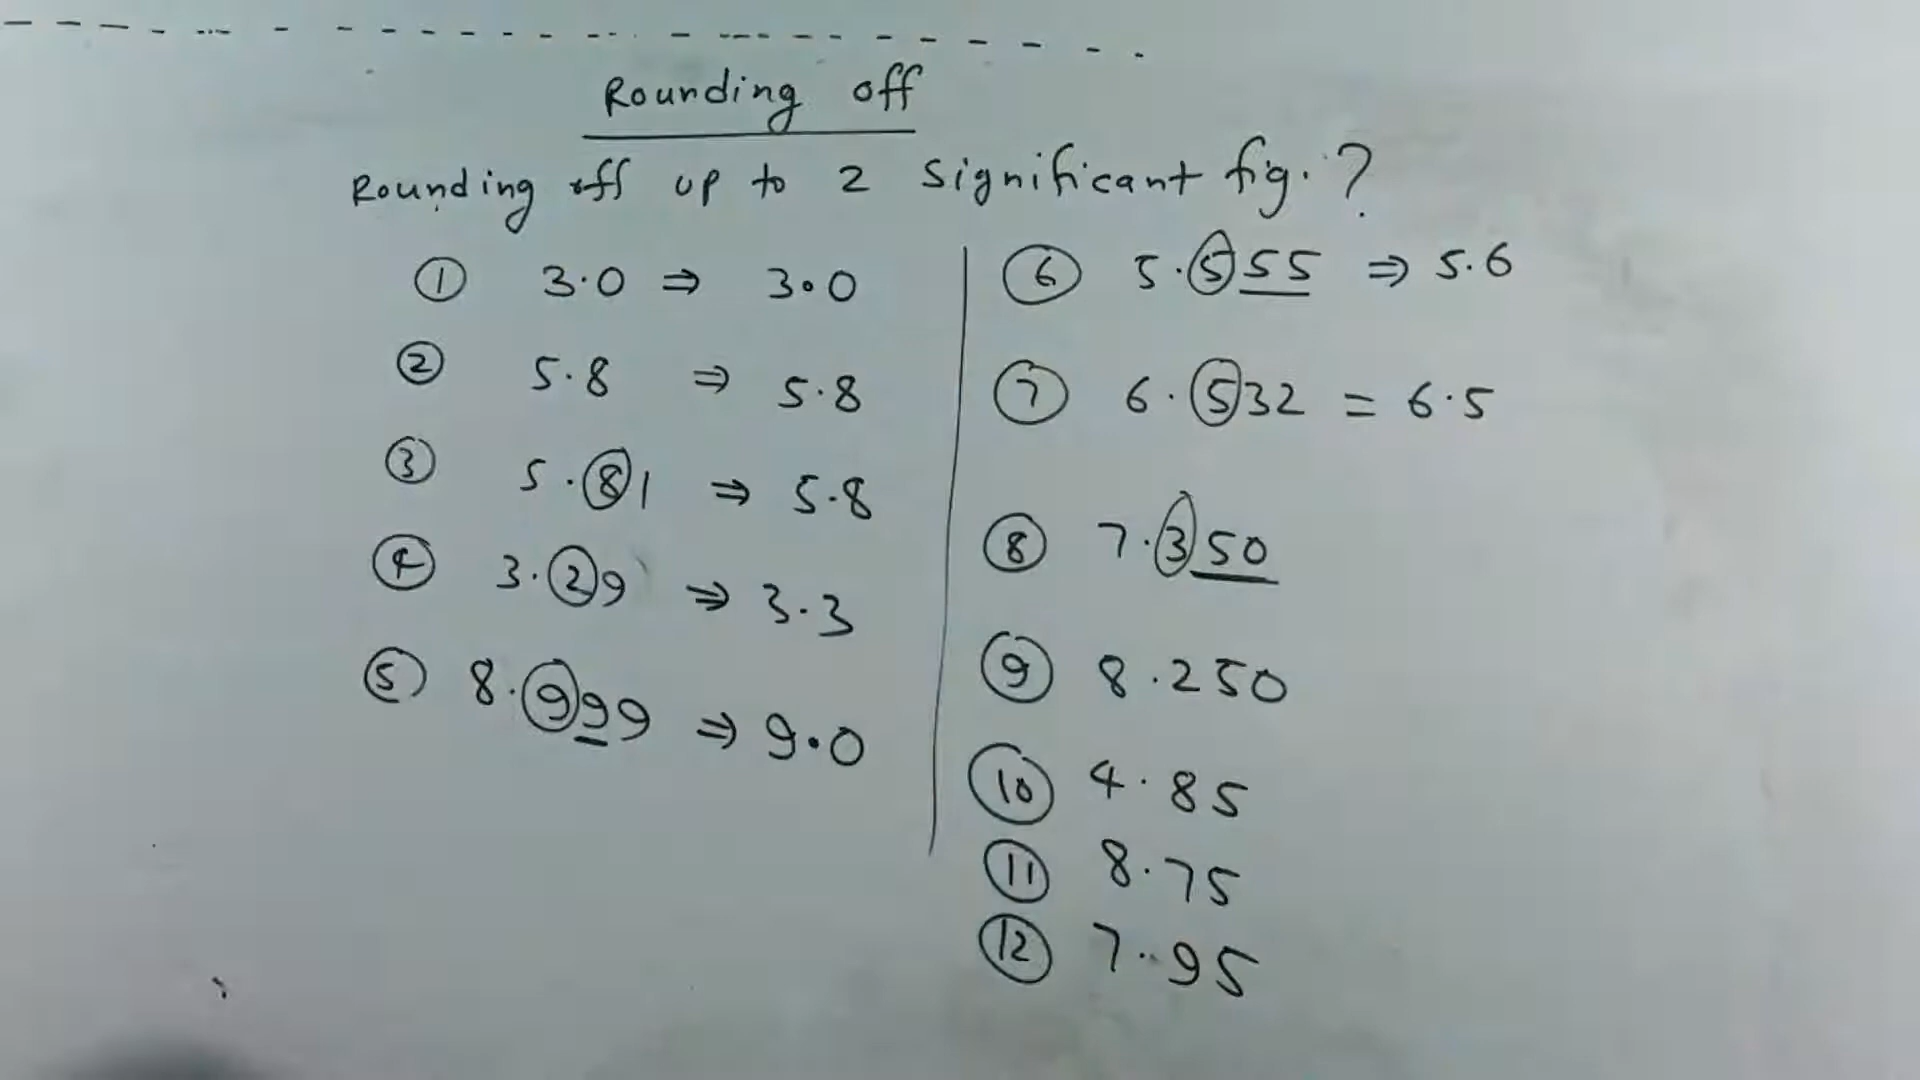 Rounding off
Rounding off up to 2 significant fig. ?
① 3.0 ⇒ 3.0
② 5.8 ⇒ 5.8
③ 5.81 ⇒ 5.8
④ 3.29 ⇒ 3.3
⑤ 8.999 ⇒ 9.0
⑥ 5.555 ⇒ 5.6
⑦ 6.532 = 6.5
⑧ 7.350
⑨ 8.250
⑩ 4.85
⑪ 8.75
⑫ 7.95